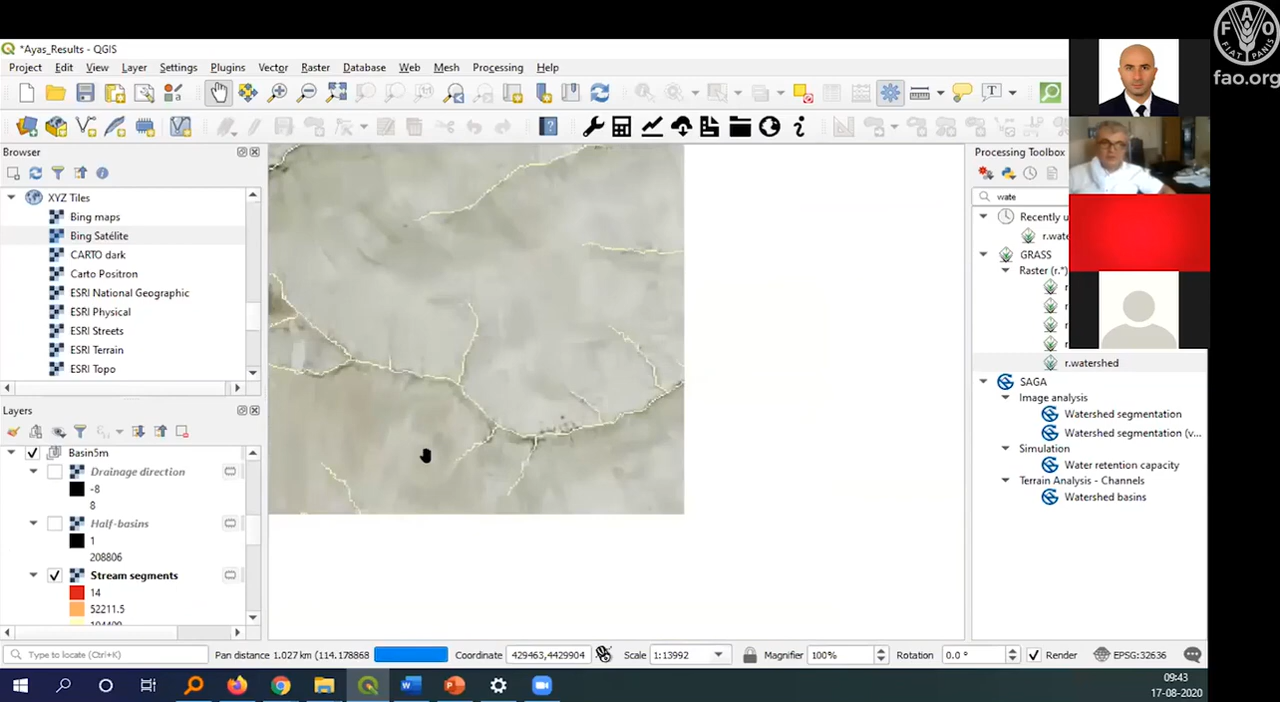 FAO
FIAT PANIS
fao.org
*Ayas_Results - QGIS
Project Edit View Layer Settings Plugins Vector Raster Database Web Mesh Processing Help
Browser
XYZ Tiles
Bing maps
Bing Satélite
CARTO dark
Carto Positron
ESRI National Geographic
ESRI Physical
ESRI Streets
ESRI Terrain
ESRI Topo
Layers
Basin5m
Drainage direction
-8
8
Half-basins
1
208806
Stream segments
14
52211.5
Processing Toolbox
wate
Recently u
r.wate
GRASS
Raster (r.*)
r
r
r
r
r.watershed
SAGA
Image analysis
Watershed segmentation
Watershed segmentation (v...
Simulation
Water retention capacity
Terrain Analysis - Channels
Watershed basins
Type to locate (Ctrl+K) Pan distance 1.027 km (114.178868 Coordinate 429463,4429904 Scale 1:13992 Magnifier 100% Rotation 0.0 ° Render EPSG:32636
09:43
17-08-2020